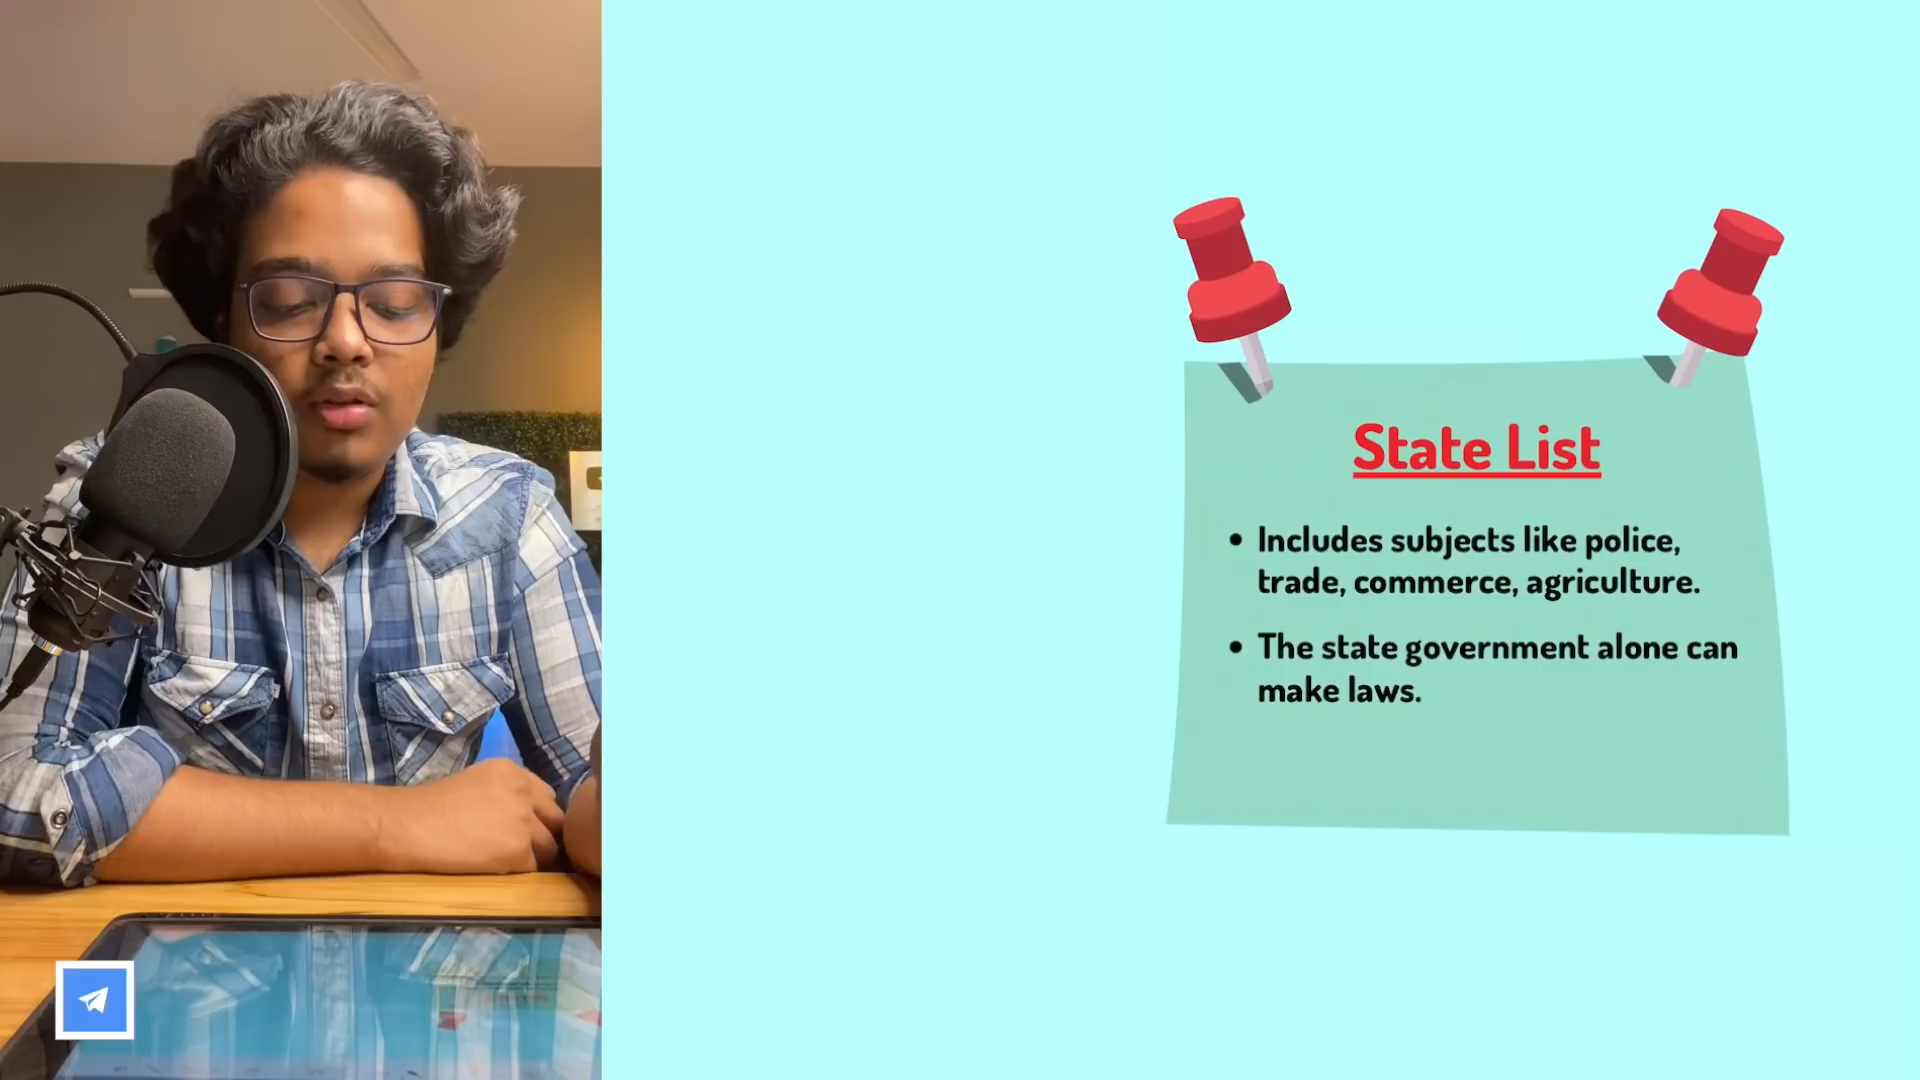 State List
• Includes subjects like police,
trade, commerce, agriculture.
• The state government alone can
make laws.